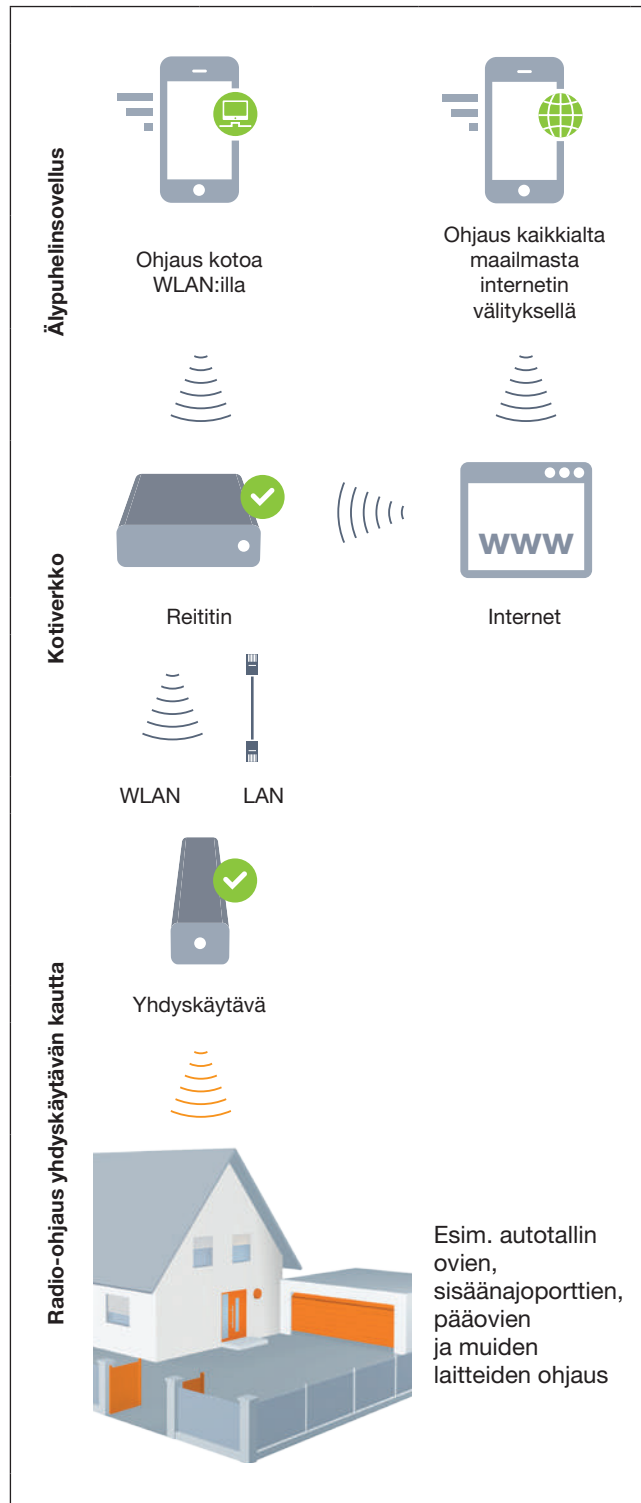 Älypuhelinsovellus
Ohjaus kotoa
WLAN:illa
Ohjaus kaikkialta
maailmasta
internetin
välityksellä
Kotiverkko
www
Reititin
Internet
WLAN
LAN
Radio-ohjaus yhdyskäytävän kautta
Yhdyskäytävä
Esim. autotallin
ovien,
sisäänajoporttien,
pääovien
ja muiden
laitteiden ohjaus